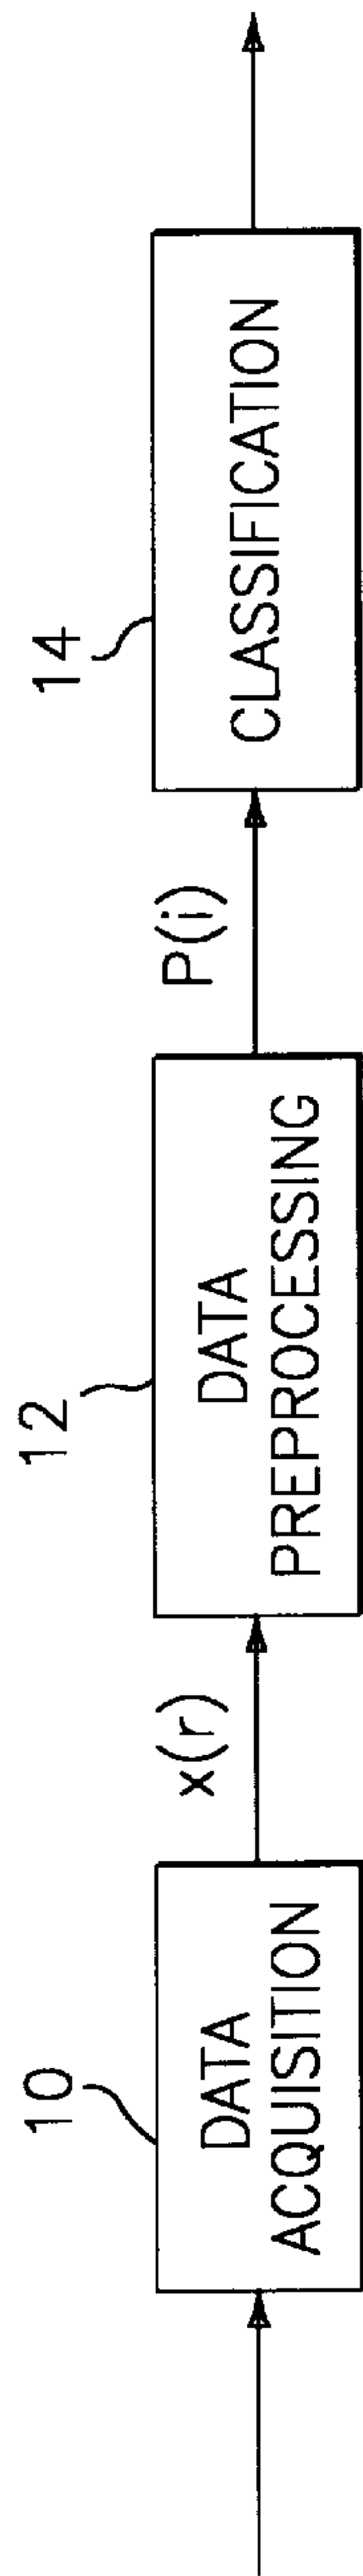 10
DATA
ACQUISITION
x(r)
12
DATA
PREPROCESSING
P(i)
14
CLASSIFICATION